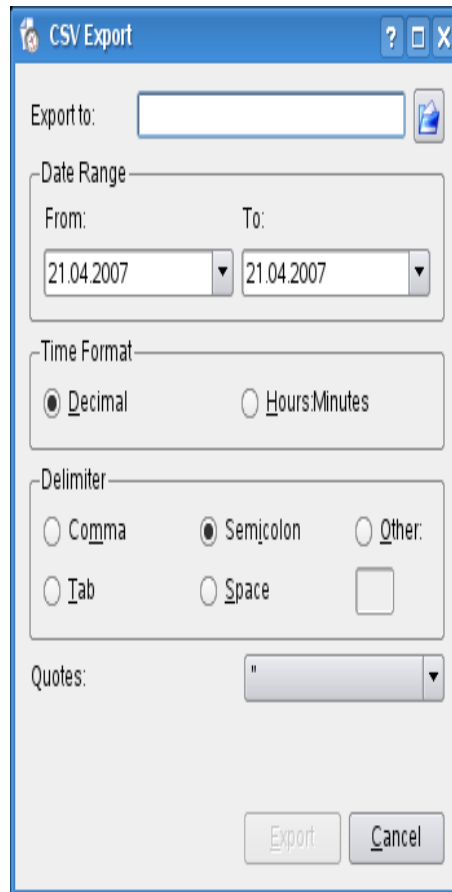 CSV Export
Export to:
Date Range
From: To:
21.04.2007 21.04.2007
Time Format
Decimal Hours:Minutes
Delimiter
Comma Semicolon Other:
Tab Space
Quotes: "
Export Cancel